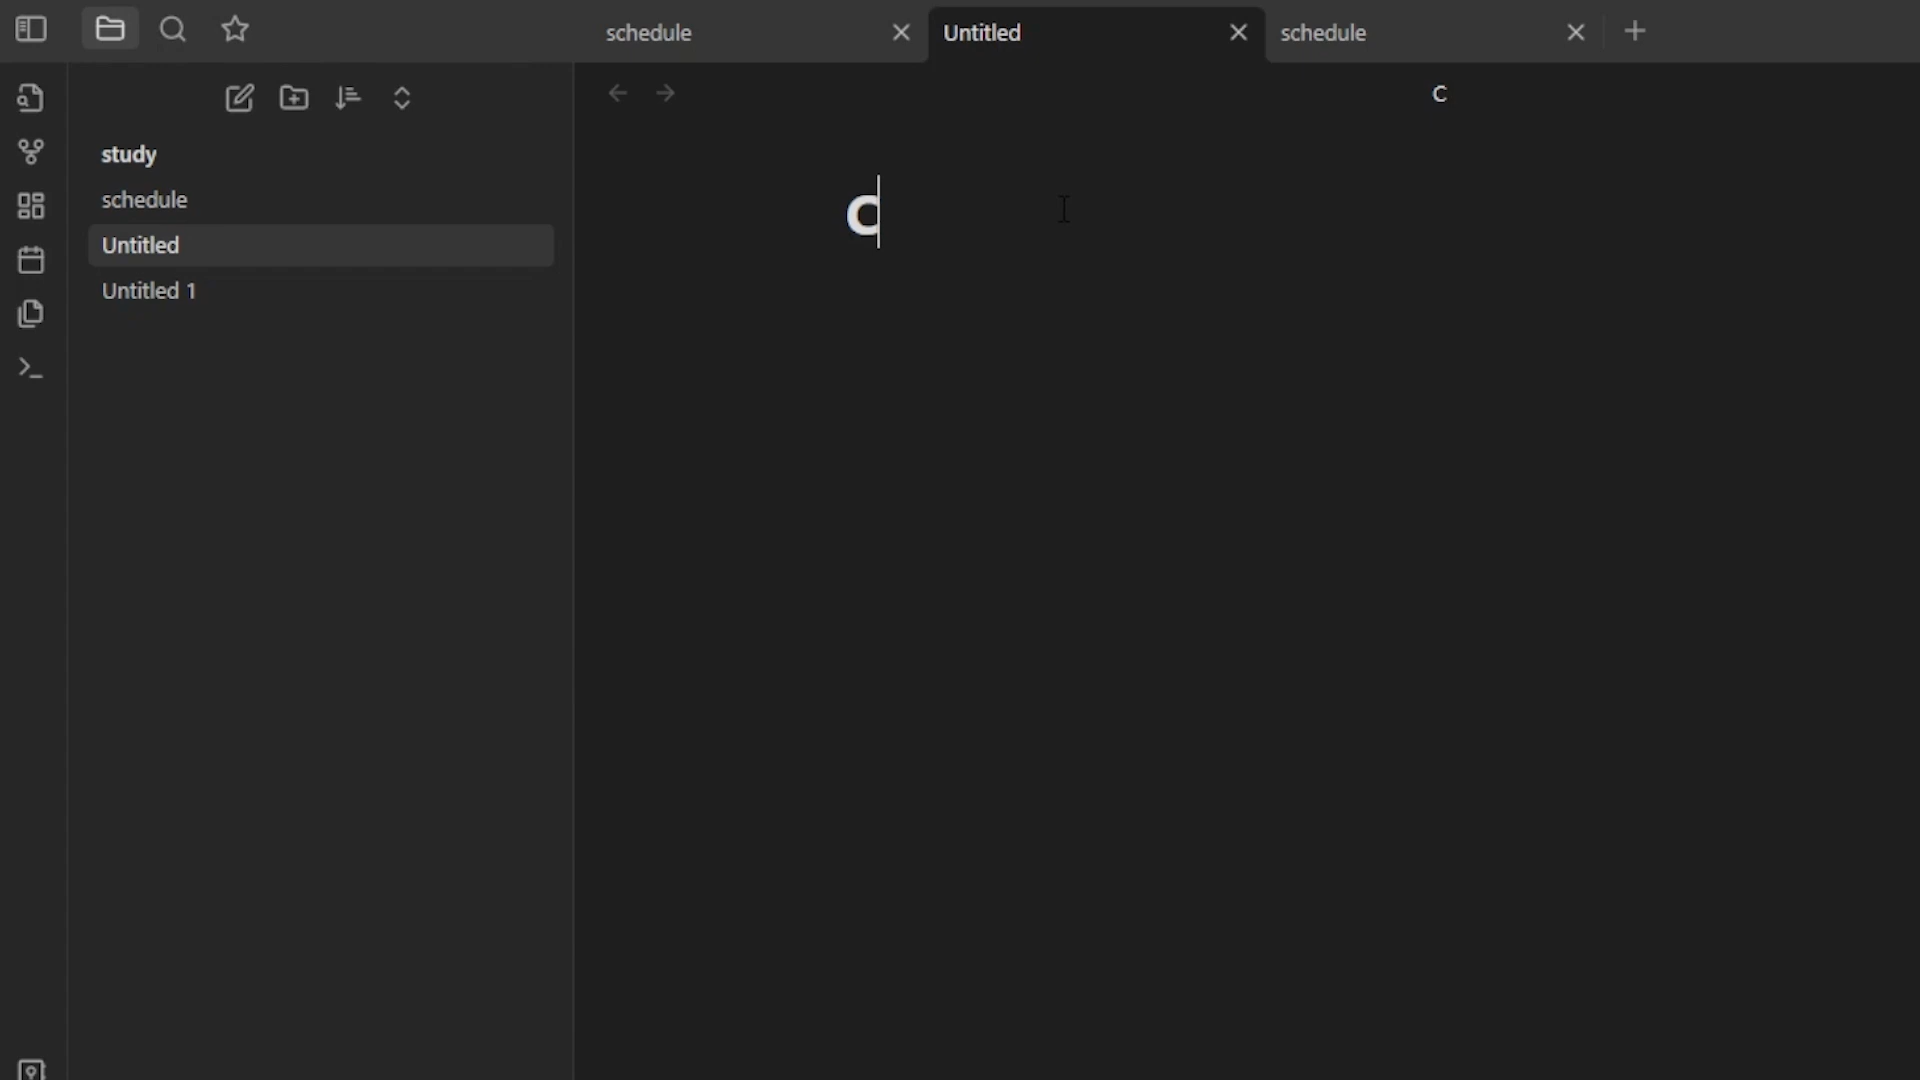 schedule
Untitled
schedule
C
study
schedule
Untitled
Untitled 1
C